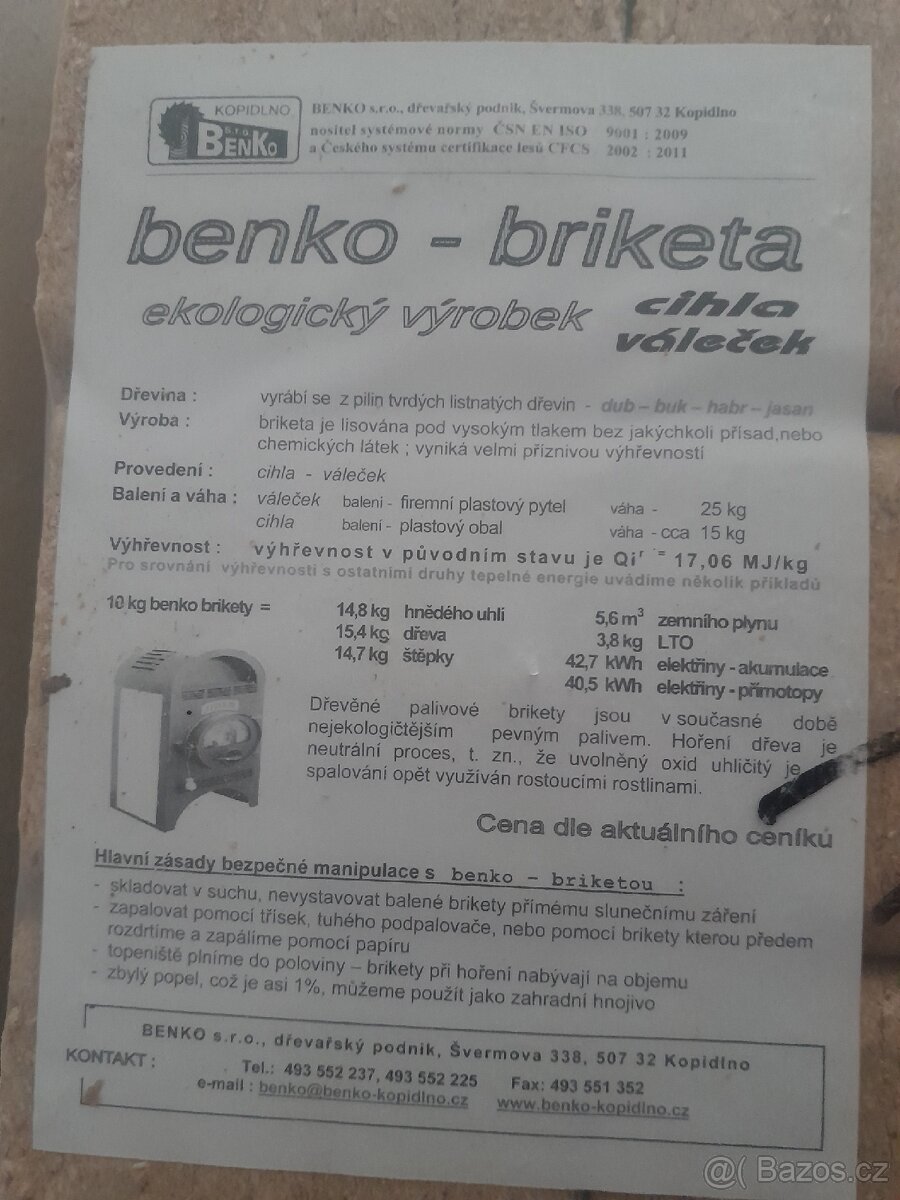 KOPIDLNO
s.r.o.
BENKO
BENKO s.r.o., dřevařský podnik, Švermova 338, 507 32 Kopidlno
nositel systémové normy ČSN EN ISO 9001 : 2009
a Českého systému certifikace lesů CFCS 2002 : 2011
benko - briketa
ekologický výrobek cihla
váleček
Dřevina : vyrábí se z pilin tvrdých listnatých dřevin - dub – buk – habr – jasan
Výroba : briketa je lisována pod vysokým tlakem bez jakýchkoli přísad,nebo
chemických látek ; vyniká velmi příznivou výhřevností
Provedení : cihla - váleček
Balení a váha : váleček balení - firemní plastový pytel váha - 25 kg
cihla balení - plastový obal váha - cca 15 kg
Výhřevnost : výhřevnost v původním stavu je Qiʳ = 17,06 MJ/kg
Pro srovnání výhřevnosti s ostatními druhy tepelné energie uvádíme několik příkladů
10 kg benko brikety = 14,8 kg hnědého uhlí 5,6 m³ zemního plynu
15,4 kg dřeva 3,8 kg LTO
14,7 kg štěpky 42,7 kWh elektřiny - akumulace
40,5 kWh elektřiny - přímotopy
Dřevěné palivové brikety jsou v současné době
nejekologičtějším pevným palivem. Hoření dřeva je
neutrální proces, t. zn., že uvolněný oxid uhličitý je
spalování opět využíván rostoucími rostlinami.
Cena dle aktuálního ceníku
Hlavní zásady bezpečné manipulace s benko – briketou :
- skladovat v suchu, nevystavovat balené brikety přímému slunečnímu záření
- zapalovat pomocí třísek, tuhého podpalovače, nebo pomocí brikety kterou předem
rozdrtíme a zapálíme pomocí papíru
- topeniště plníme do poloviny – brikety při hoření nabývají na objemu
- zbylý popel, což je asi 1%, můžeme použít jako zahradní hnojivo
BENKO s.r.o., dřevařský podnik, Švermova 338, 507 32 Kopidlno
KONTAKT :
Tel.: 493 552 237, 493 552 225 Fax: 493 551 352
e-mail : benko@benko-kopidlno.cz www.benko-kopidlno.cz
@( Bazos.cz